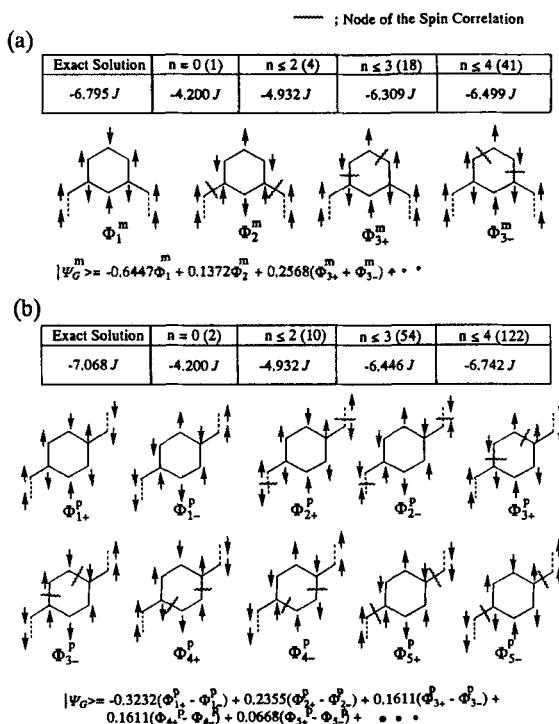 ; Node of the Spin Correlation
(a)
Exact Solution n = 0 (1) n ≤ 2 (4) n ≤ 3 (18) n ≤ 4 (41)
-6.795 J -4.200 J -4.932 J -6.309 J -6.499 J
Φ₁ᵐ Φ₂ᵐ Φ₃₊ᵐ Φ₃₋ᵐ
|Ψ_Gᵐ>= -0.6447Φ₁ᵐ + 0.1372Φ₂ᵐ + 0.2568(Φ₃₊ᵐ + Φ₃₋ᵐ) + • •
(b)
Exact Solution n = 0 (2) n ≤ 2 (10) n ≤ 3 (54) n ≤ 4 (122)
-7.068 J -4.200 J -4.932 J -6.446 J -6.742 J
Φ₁₊ᵖ Φ₁₋ᵖ Φ₂₊ᵖ Φ₂₋ᵖ Φ₃₊ᵖ
Φ₃₋ᵖ Φ₄₊ᵖ Φ₄₋ᵖ Φ₅₊ᵖ Φ₅₋ᵖ
|Ψ_G>= -0.3232(Φ₁₊ᵖ - Φ₁₋ᵖ) + 0.2355(Φ₂₊ᵖ - Φ₂₋ᵖ) + 0.1611(Φ₃₊ᵖ - Φ₃₋ᵖ) +
0.1611(Φ₄₊ᵖ - Φ₄₋ᵖ) + 0.0668(Φ₅₊ᵖ - Φ₅₋ᵖ) + • • •